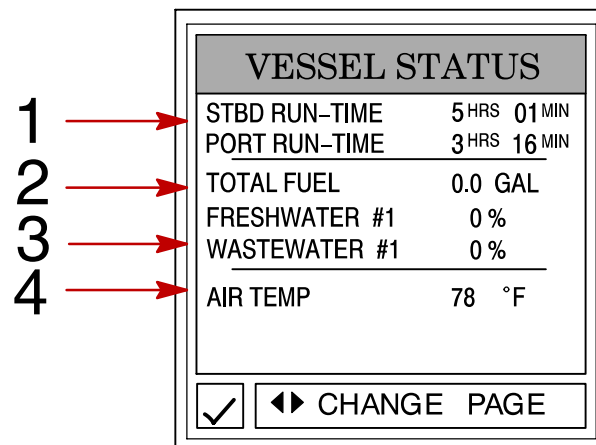 VESSEL STATUS
1 STBD RUN–TIME 5 HRS 01 MIN
PORT RUN–TIME 3 HRS 16 MIN
2 TOTAL FUEL 0.0 GAL
FRESHWATER #1 0 %
3 WASTEWATER #1 0 %
4 AIR TEMP 78 °F
CHANGE PAGE